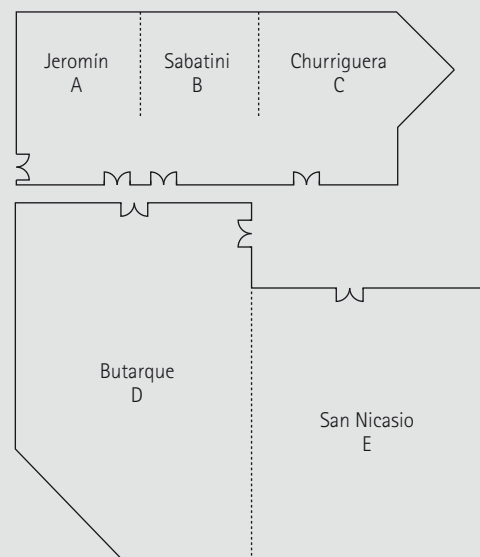 Jeromín
A
Sabatini
B
Churriguera
C
Butarque
D
San Nicasio
E